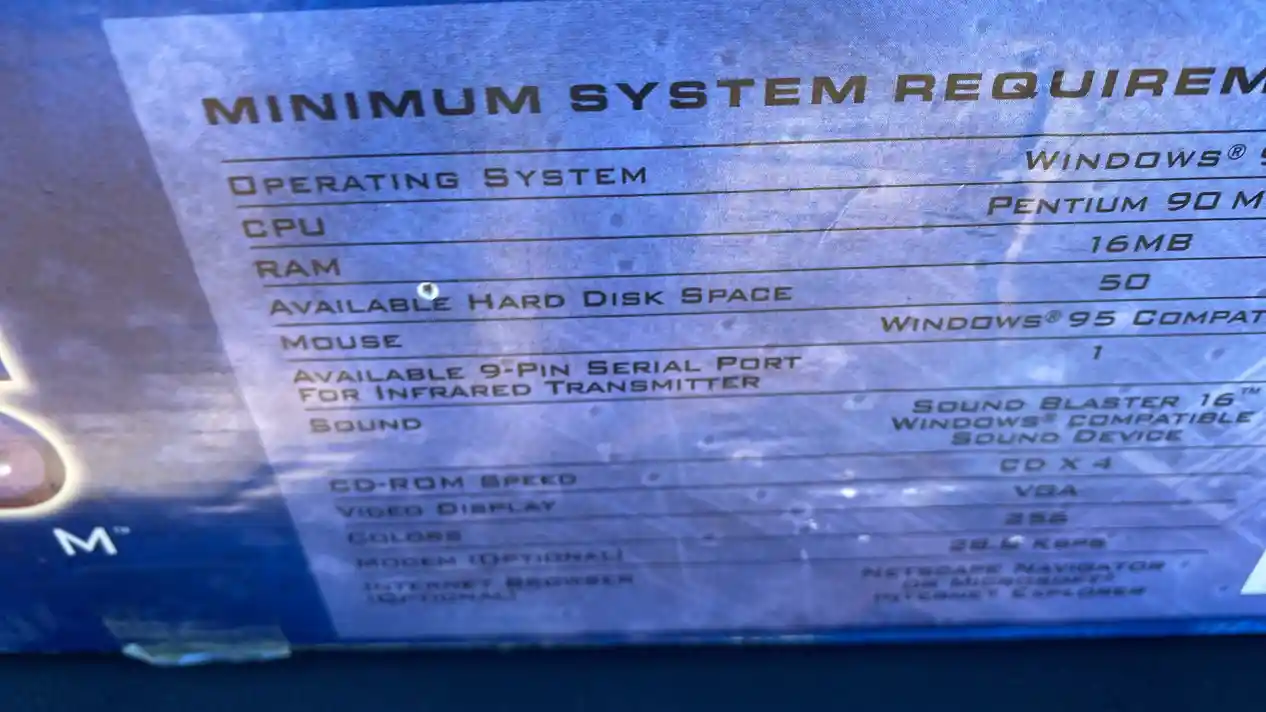 MINIMUM SYSTEM REQUIREM
OPERATING SYSTEM WINDOWS® 9
CPU PENTIUM 90 M
RAM 16MB
AVAILABLE HARD DISK SPACE 50
MOUSE WINDOWS® 95 COMPAT
AVAILABLE 9-PIN SERIAL PORT 1
FOR INFRARED TRANSMITTER
SOUND SOUND BLASTER 16™
WINDOWS® COMPATIBLE
SOUND DEVICE
CD-ROM SPEED CD X 4
VIDEO DISPLAY VGA
COLORS 256
MODEM (OPTIONAL) 28.8 KBPS
INTERNET BROWSER NETSCAPE NAVIGATOR
(OPTIONAL) OR MICROSOFT®
INTERNET EXPLORER
M™